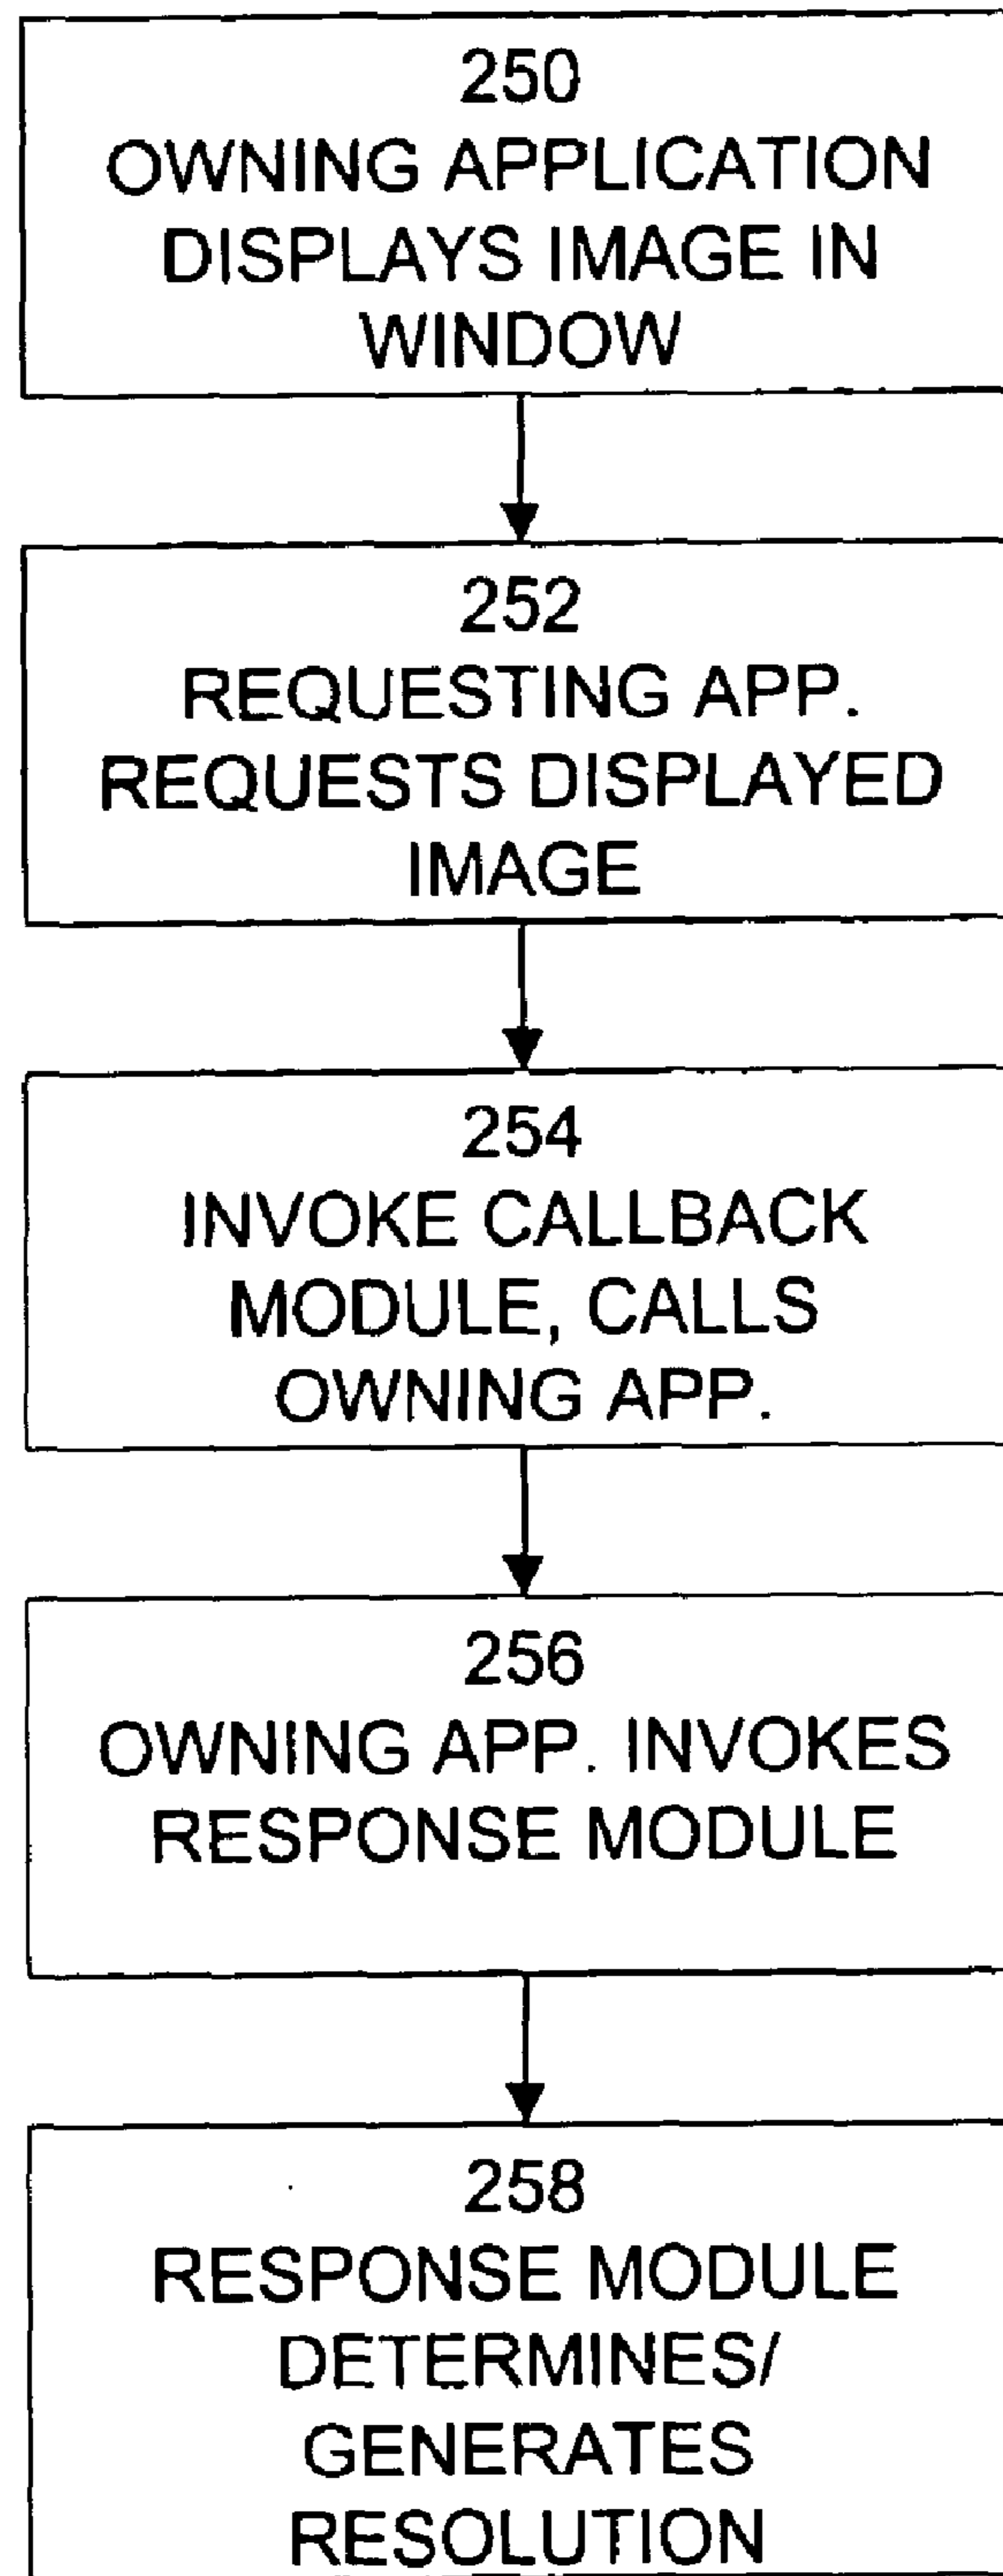 250
OWNING APPLICATION
DISPLAYS IMAGE IN
WINDOW
252
REQUESTING APP.
REQUESTS DISPLAYED
IMAGE
254
INVOKE CALLBACK
MODULE, CALLS
OWNING APP.
256
OWNING APP. INVOKES
RESPONSE MODULE
258
RESPONSE MODULE
DETERMINES/
GENERATES
RESOLUTION